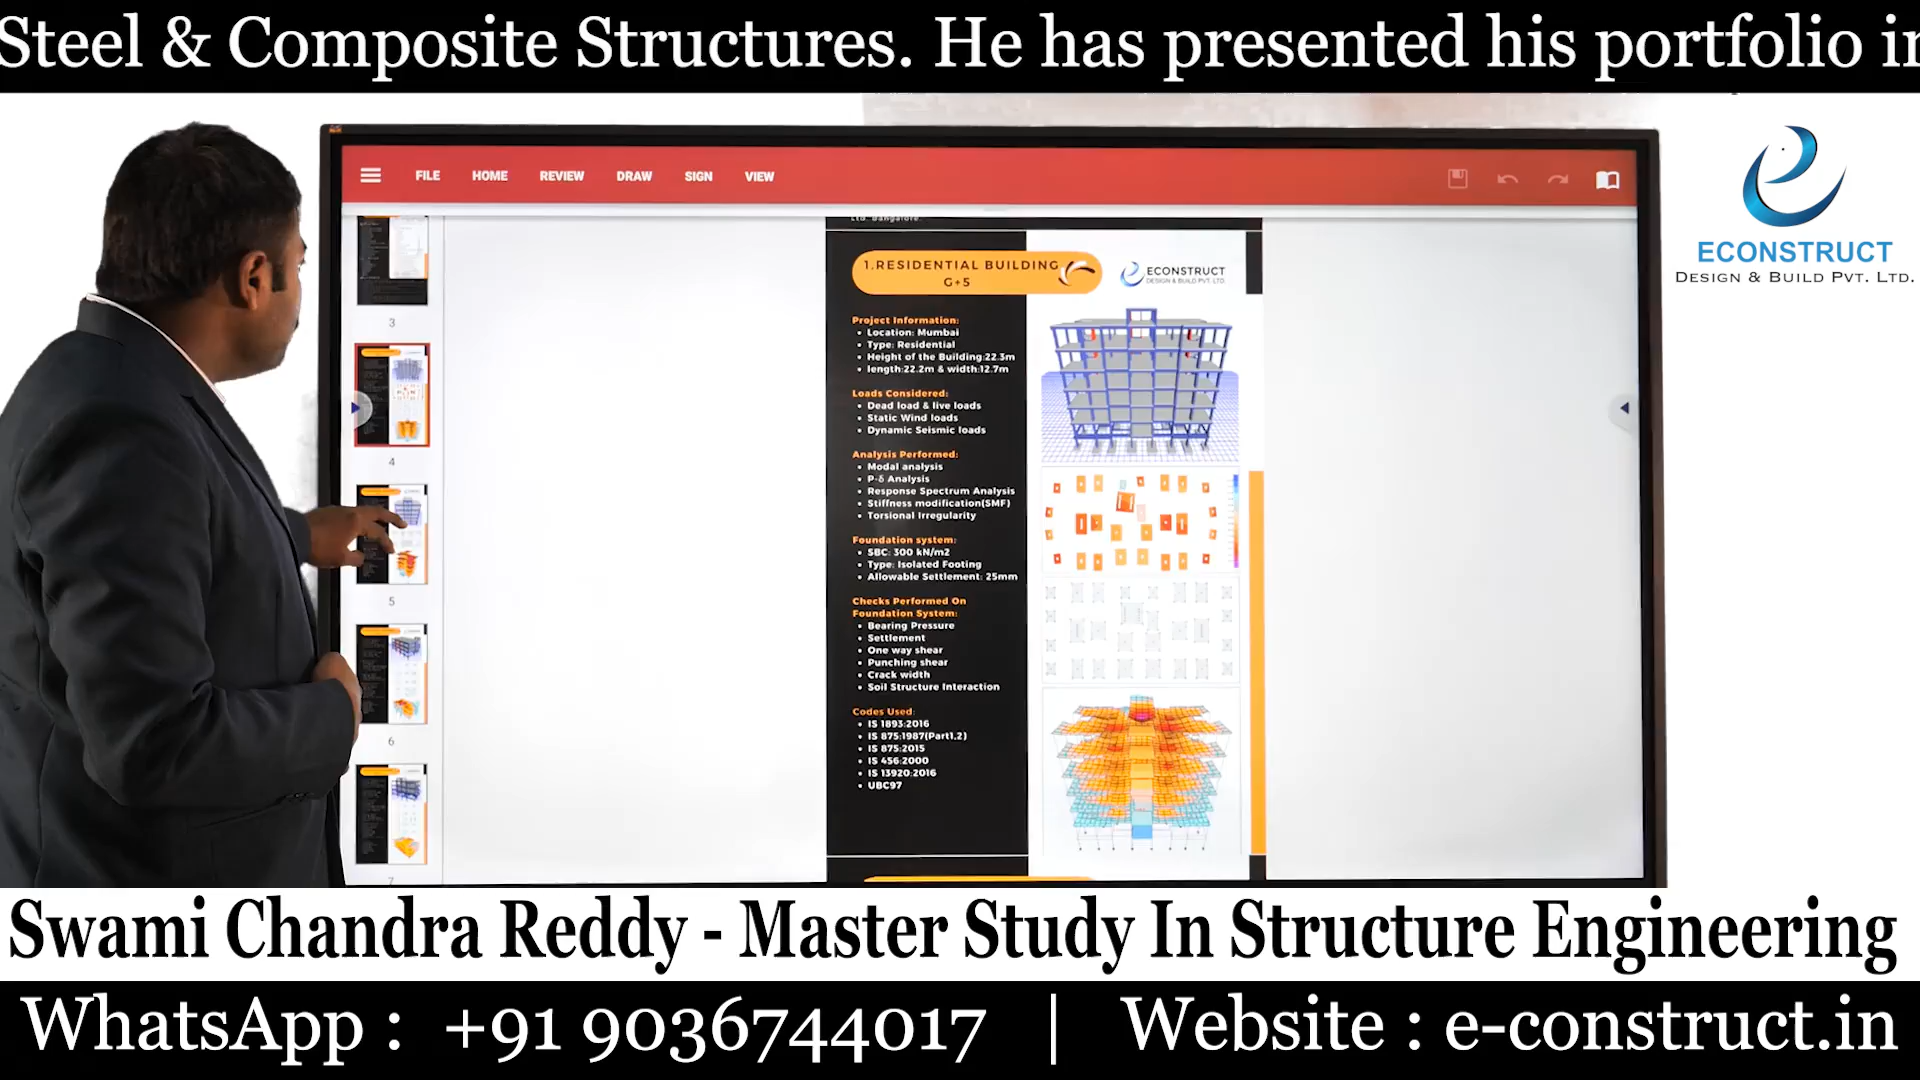 Steel & Composite Structures. He has presented his portfolio in
FILE HOME REVIEW DRAW SIGN VIEW
Ltd. Bangalore.
1.RESIDENTIAL BUILDING
G+5
ECONSTRUCT
DESIGN & BUILD PVT. LTD.
Project Information:
• Location: Mumbai
• Type: Residential
• Height of the Building:22.3m
• length:22.2m & width:12.7m
Loads Considered:
• Dead load & live loads
• Static Wind loads
• Dynamic Seismic loads
Analysis Performed:
• Modal analysis
• P-δ Analysis
• Response Spectrum Analysis
• Stiffness modification(SMF)
• Torsional Irregularity
Foundation system:
• SBC: 300 kN/m2
• Type: Isolated Footing
• Allowable Settlement: 25mm
Checks Performed On
Foundation System:
• Bearing Pressure
• Settlement
• One way shear
• Punching shear
• Crack width
• Soil Structure Interaction
Codes Used:
• IS 1893:2016
• IS 875:1987(Part1,2)
• IS 875:2015
• IS 456:2000
• IS 13920:2016
• UBC97
3
4
5
6
7
ECONSTRUCT
DESIGN & BUILD PVT. LTD.
Swami Chandra Reddy - Master Study In Structure Engineering
WhatsApp : +91 9036744017 | Website : e-construct.in